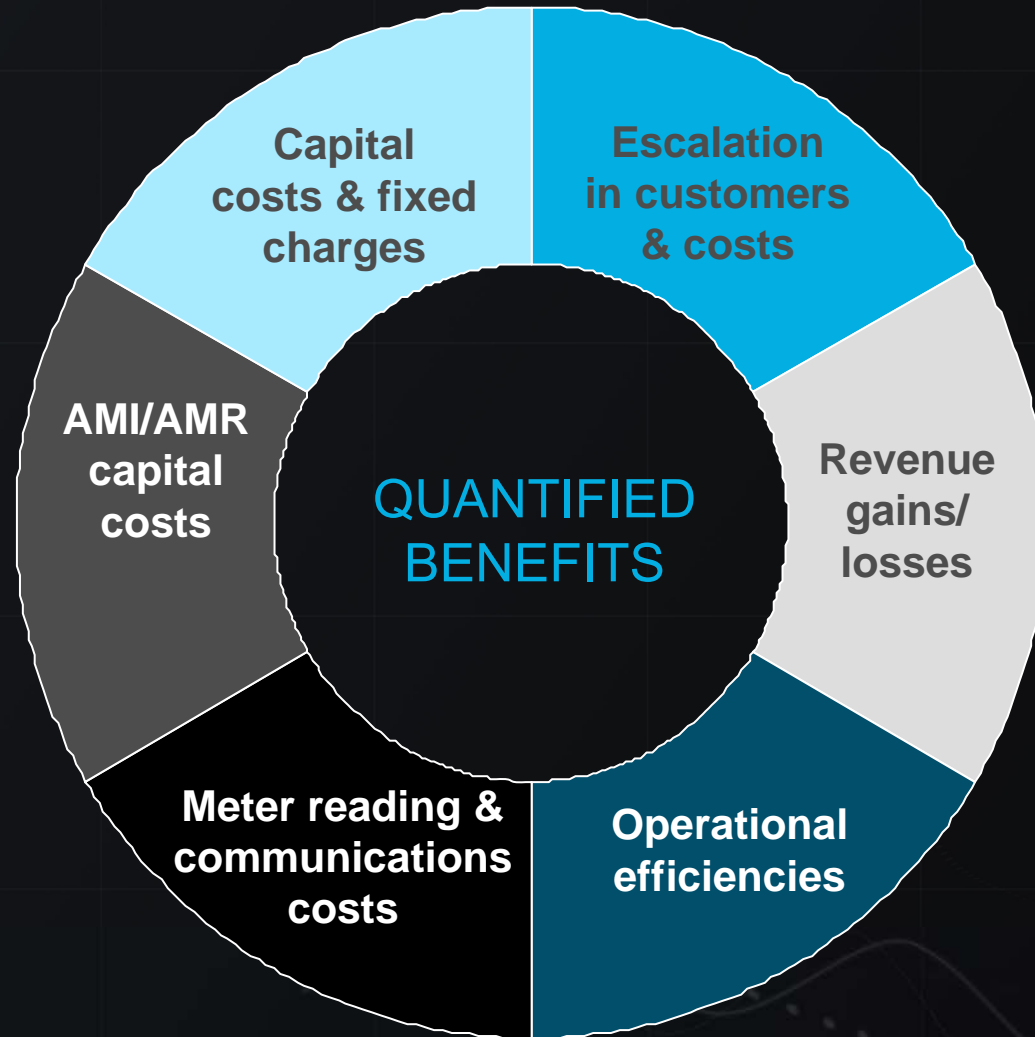 Capital
costs & fixed
charges
Escalation
in customers
& costs
AMI/AMR
capital
costs
QUANTIFIED
BENEFITS
Revenue
gains/
losses
Meter reading &
communications
costs
Operational
efficiencies